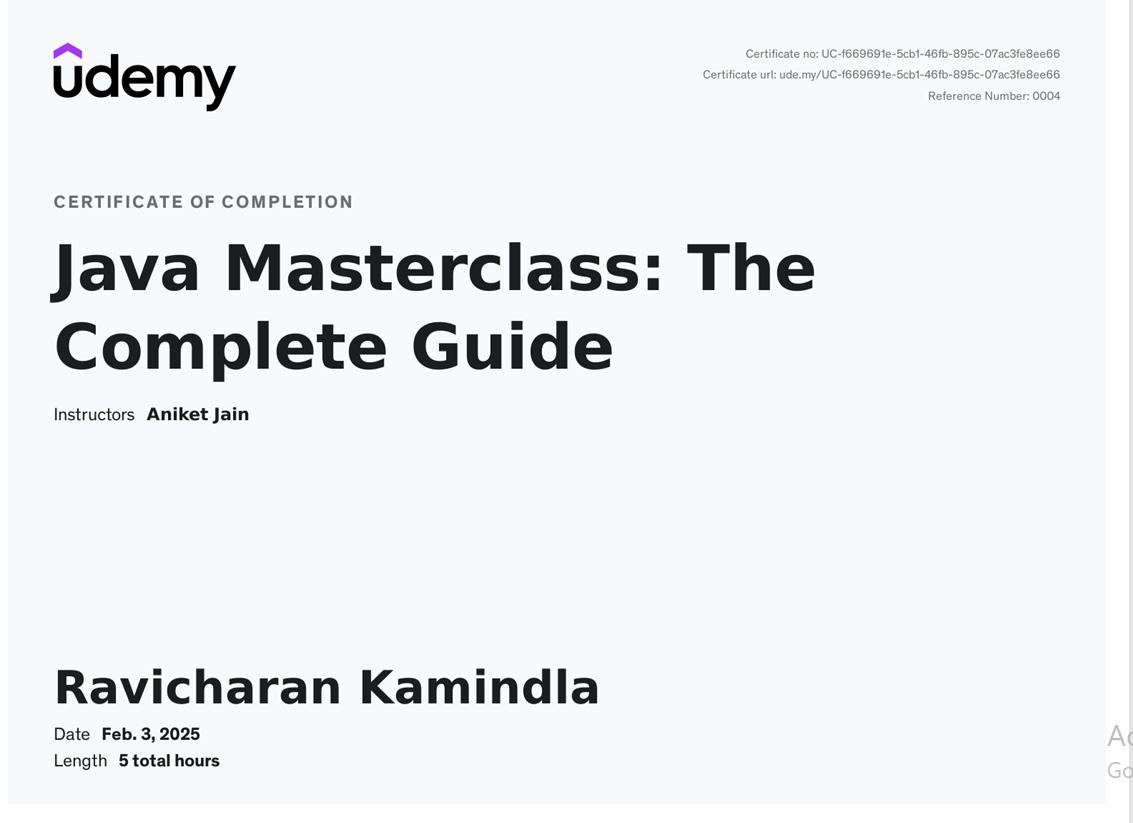 udemy
Certificate no: UC-f669691e-5cb1-46fb-895c-07ac3fe8ee66
Certificate url: ude.my/UC-f669691e-5cb1-46fb-895c-07ac3fe8ee66
Reference Number: 0004
CERTIFICATE OF COMPLETION
Java Masterclass: The
Complete Guide
Instructors Aniket Jain
Ravicharan Kamindla
Date Feb. 3, 2025
Length 5 total hours